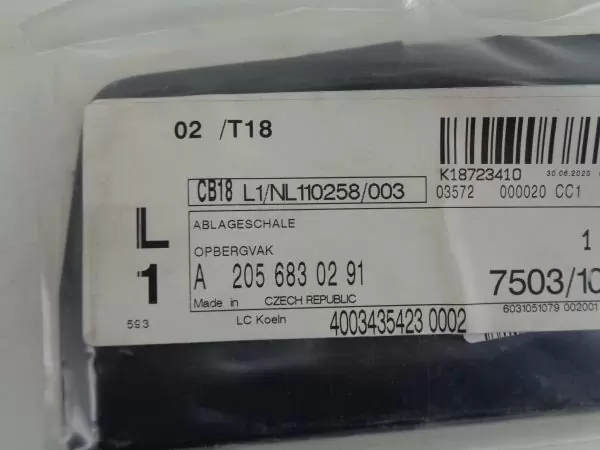 02 /T18
K18723410 30.06.2020
CB18 L1/NL110258/003
03572 000020 CC1
ABLAGESCHALE
OPBERGVAK
1
L
1
A 205 683 02 91
7503/10
Made in CZECH REPUBLIC
6031051079 002001
593
LC Koeln
4003435423 0002